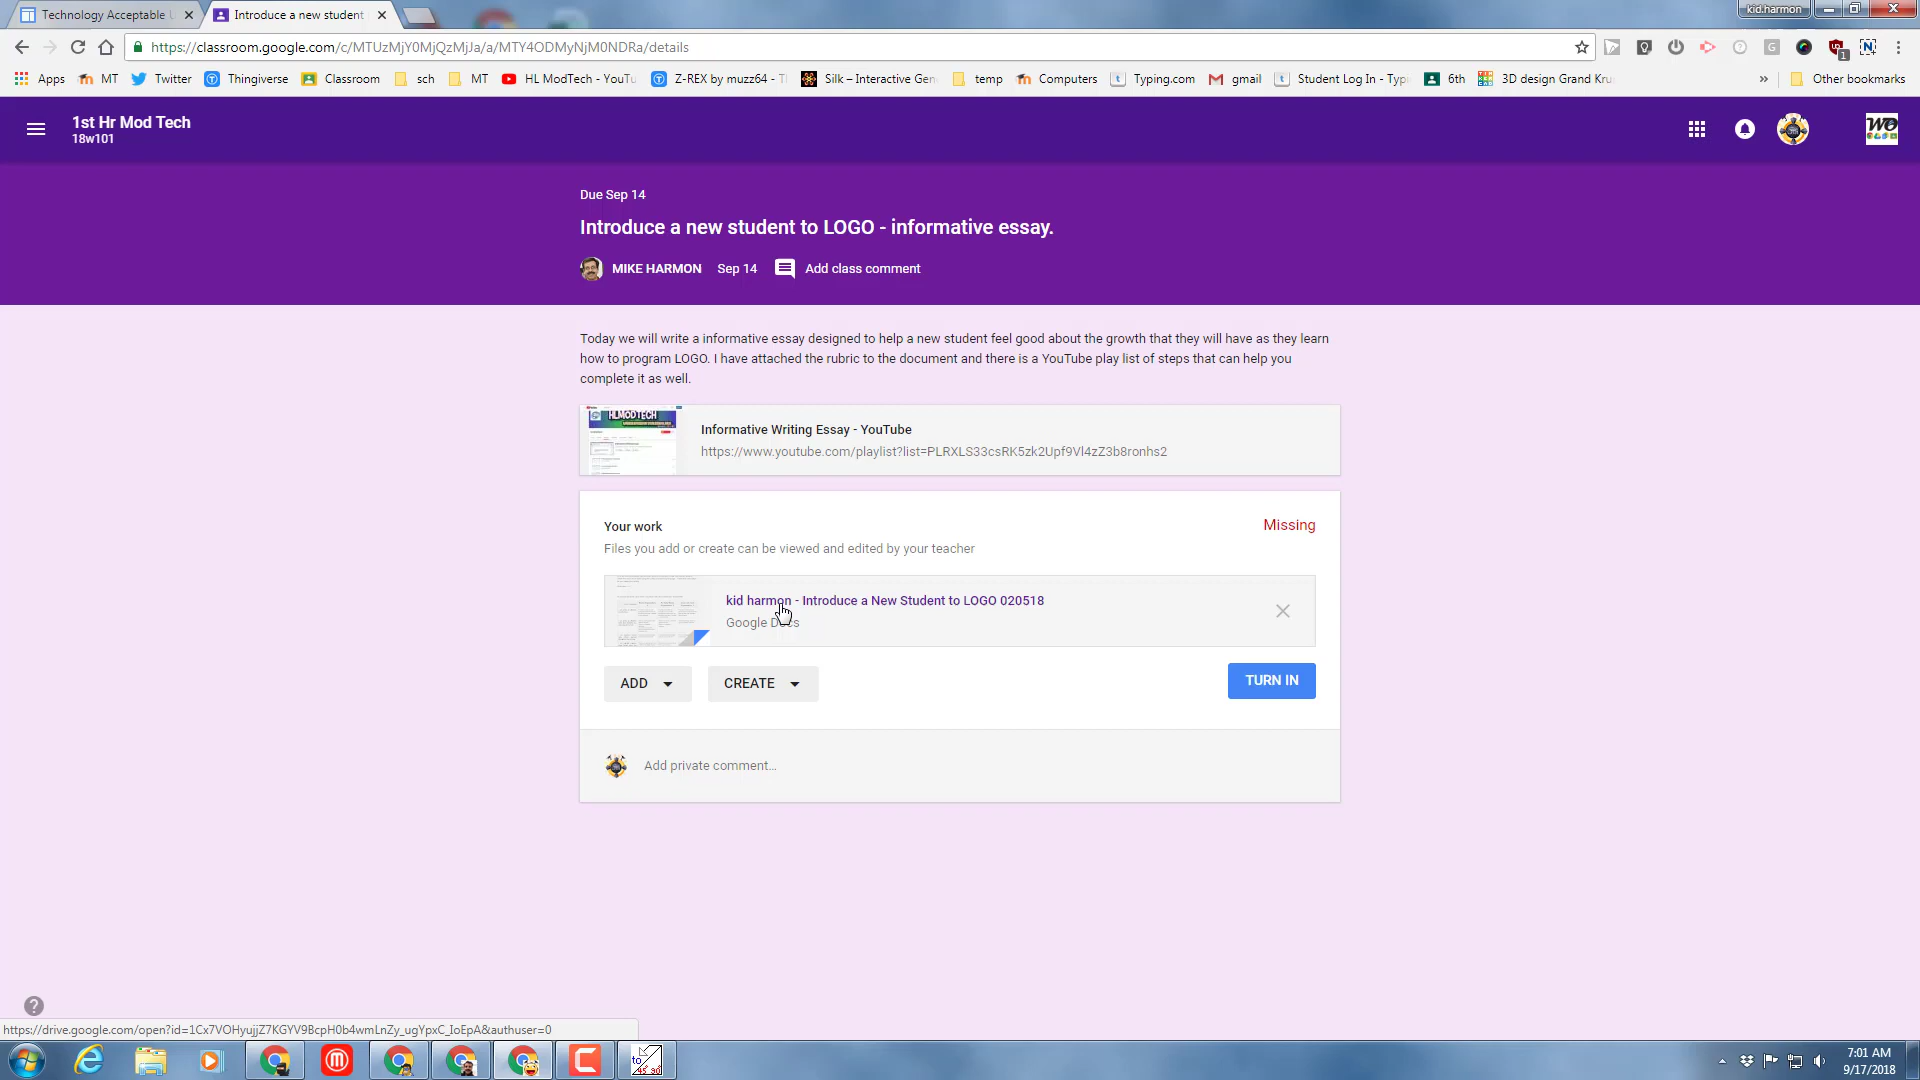 Technology Acceptable U
Introduce a new student
kid.harmon
https://classroom.google.com/c/MTUzMjY0MjQzMjJa/a/MTY4ODMyNjM0NDRa/details
Apps
MT
Twitter
Thingiverse
Classroom
sch
MT
HL ModTech - YouTu
Z-REX by muzz64 - T
Silk – Interactive Gen
temp
Computers
Typing.com
gmail
Student Log In - Typ
6th
3D design Grand Kru
»
Other bookmarks
1st Hr Mod Tech
18w101
Due Sep 14
Introduce a new student to LOGO - informative essay.
MIKE HARMON Sep 14 Add class comment
Today we will write a informative essay designed to help a new student feel good about the growth that they will have as they learn
how to program LOGO. I have attached the rubric to the document and there is a YouTube play list of steps that can help you
complete it as well.
HLMODTECH
Informative Writing Essay - YouTube
https://www.youtube.com/playlist?list=PLRXLS33csRK5zk2Upf9Vl4zZ3b8ronhs2
Your work
Missing
Files you add or create can be viewed and edited by your teacher
kid harmon - Introduce a New Student to LOGO 020518
Google Docs
ADD
CREATE
TURN IN
Add private comment...
https://drive.google.com/open?id=1Cx7VOHyujjZ7KGYV9BcpH0b4wmLnZy_ugYpxC_IoEpA&authuser=0
to
45 90
7:01 AM
9/17/2018